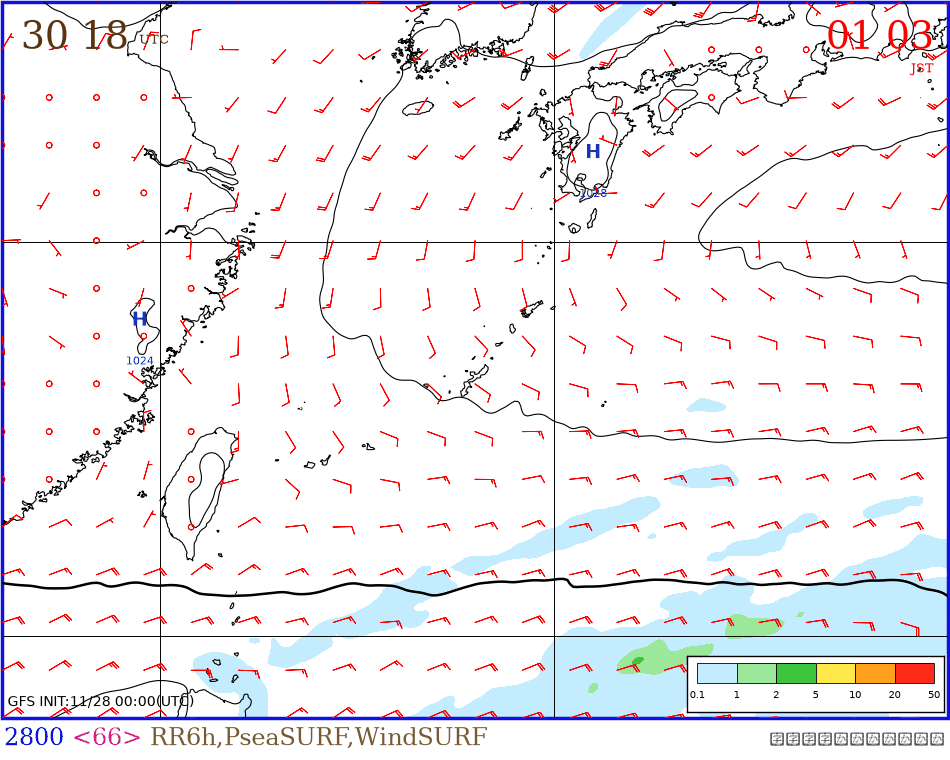 30 18 UTC 01 03
JST
H
1028
H
1024
0.1 1 2 5 10 20 50
GFS INIT:11/28 00:00(UTC)
2800 <66> RR6h,PseaSURF,WindSURF